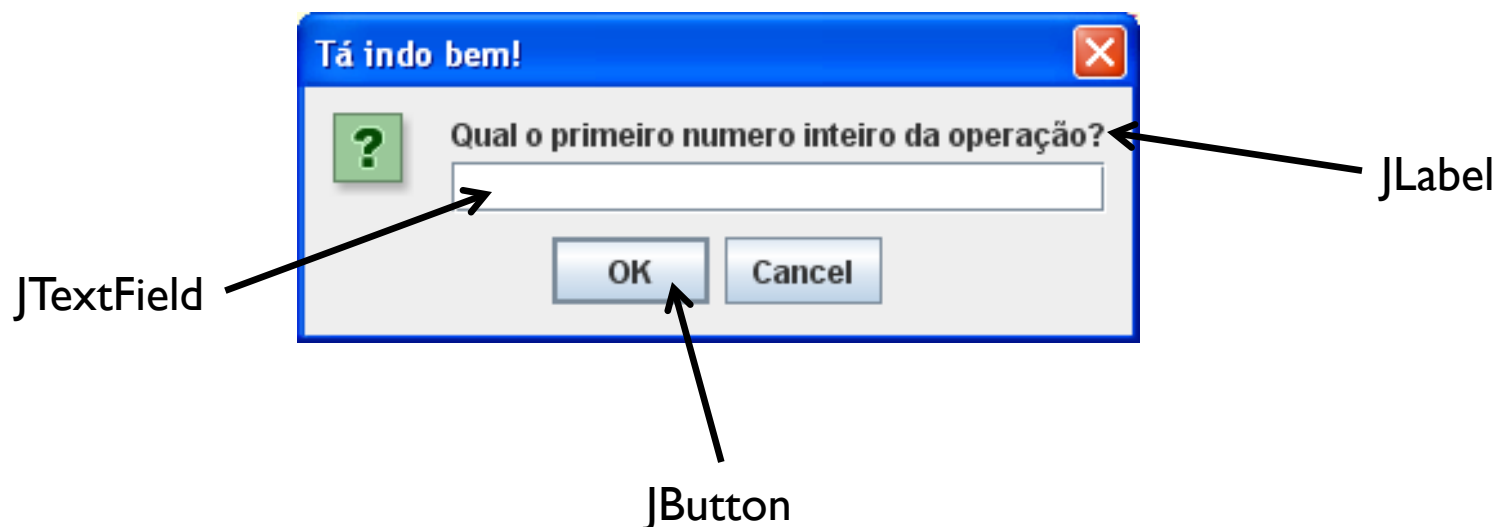 Tá indo bem!
?
Qual o primeiro numero inteiro da operação?
JLabel
JTextField
OK Cancel
JButton